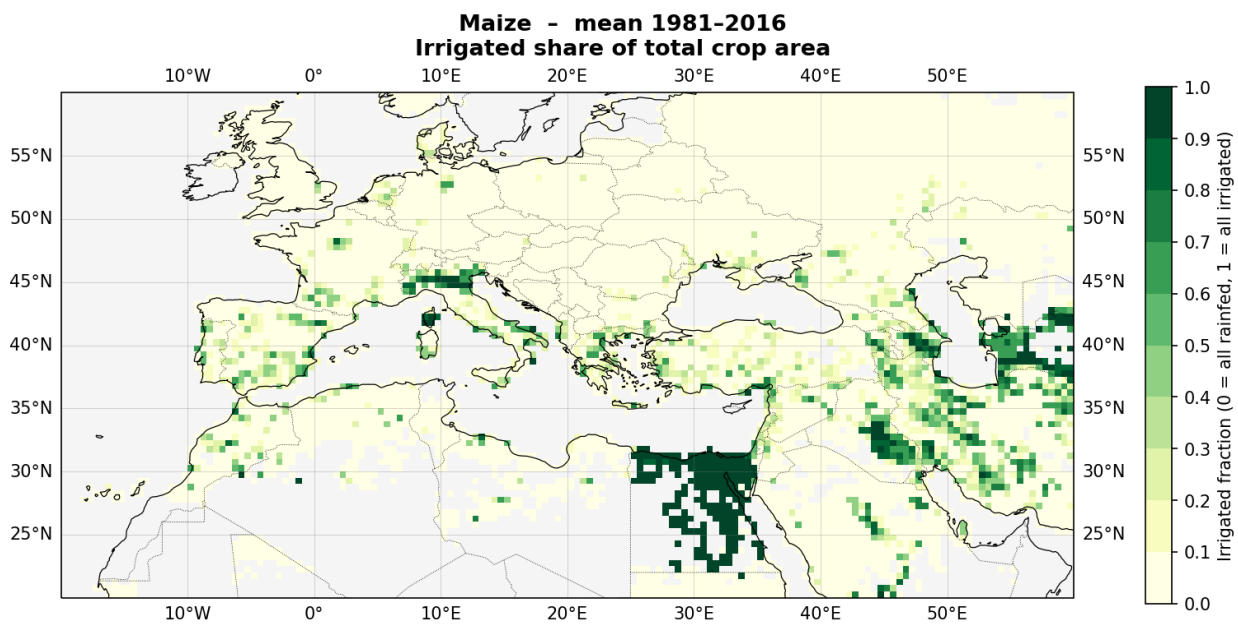 Maize – mean 1981–2016
Irrigated share of total crop area
10°W 0° 10°E 20°E 30°E 40°E 50°E
55°N 55°N
50°N 50°N
45°N 45°N
40°N 40°N
35°N 35°N
30°N 30°N
25°N 25°N
10°W 0° 10°E 20°E 30°E 40°E 50°E
1.0
0.9
0.8
0.7
0.6
0.5
0.4
0.3
0.2
0.1
0.0
Irrigated fraction (0 = all rainfed, 1 = all irrigated)